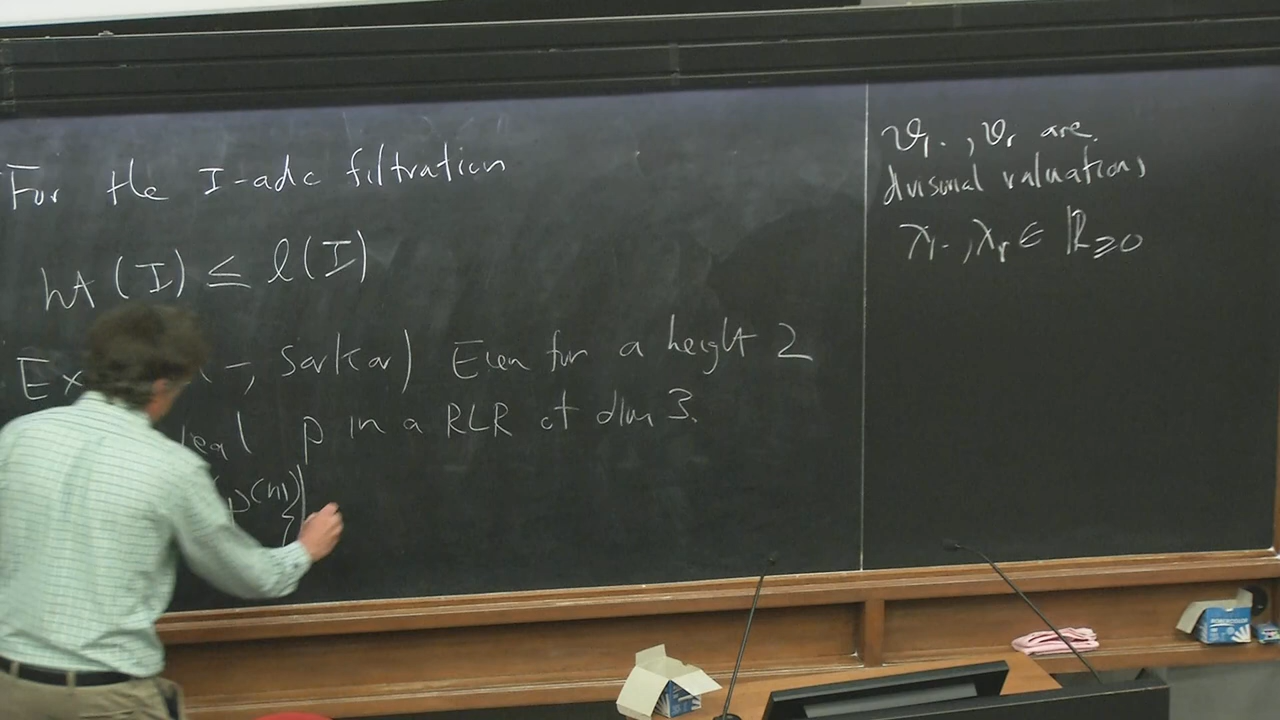 For the I-adic filtration
ht (I) ≤ l(I)
Ex -, Sarkar) Even for a height 2
p in a RLR of dim 3.
p^(n)
ϑ₁..,ϑᵣ are
divisorial valuations
λ₁..,λᵣ ∈ ℝ≥0